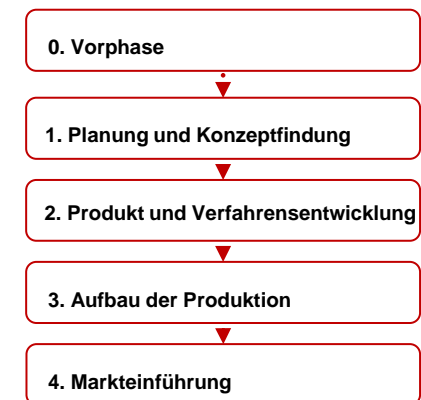 0. Vorphase
1. Planung und Konzeptfindung
2. Produkt und Verfahrensentwicklung
3. Aufbau der Produktion
4. Markteinführung